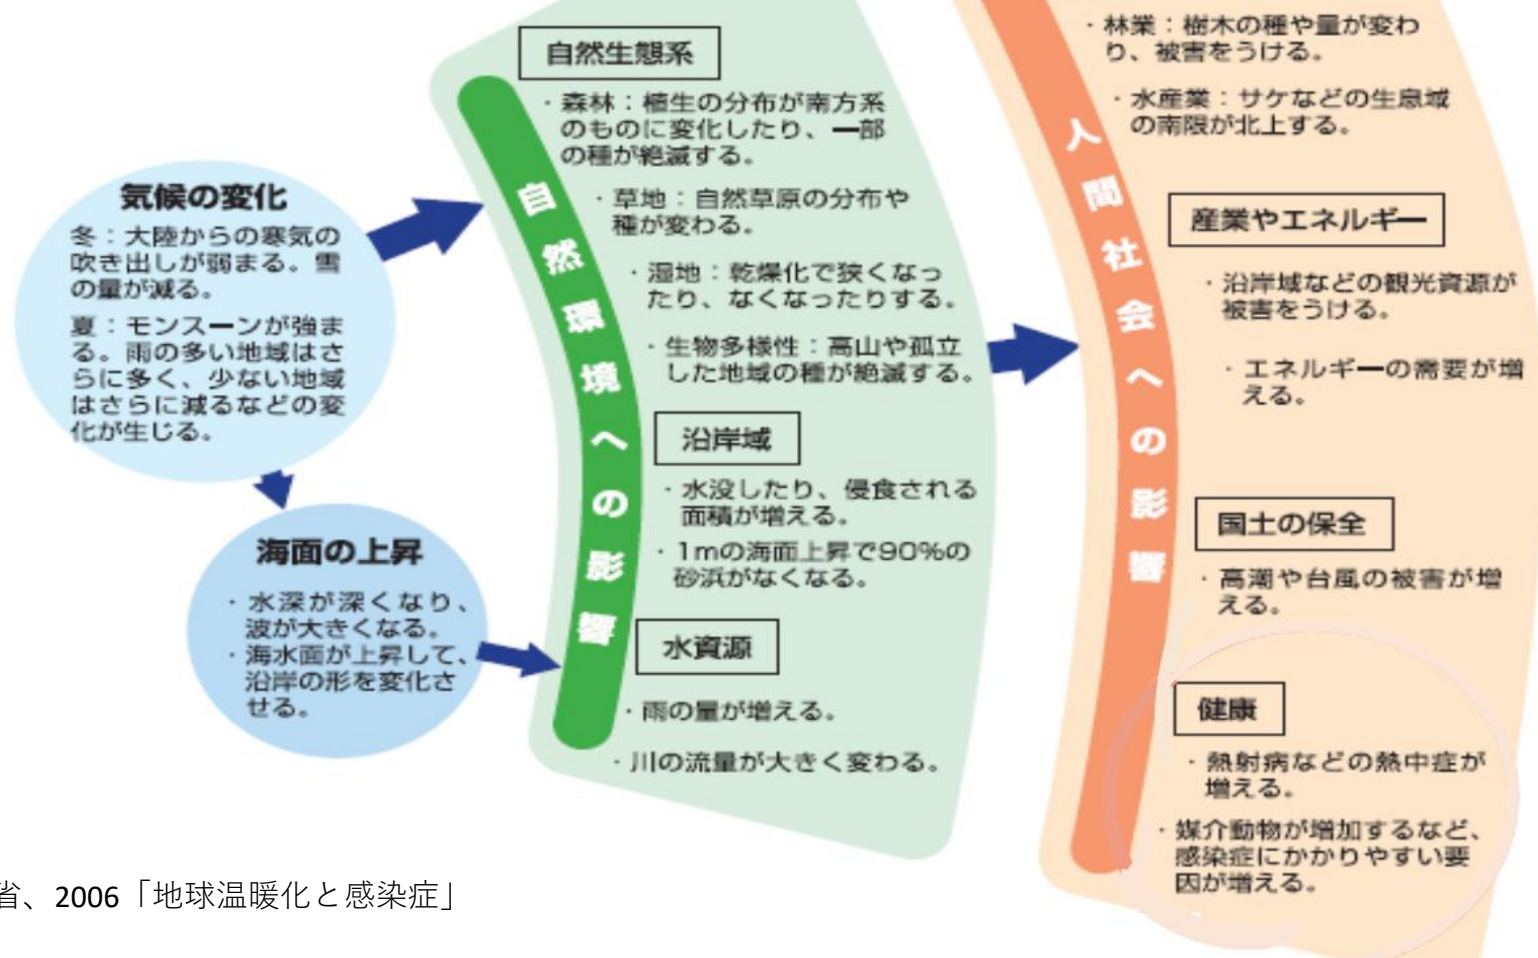 気候の変化
冬：大陸からの寒気の
吹き出しが弱まる。雪
の量が減る。
夏：モンスーンが強ま
る。雨の多い地域はさ
らに多く、少ない地域
はさらに減るなどの変
化が生じる。
海面の上昇
・水深が深くなり、
波が大きくなる。
・海水面が上昇して、
沿岸の形を変化さ
せる。
自然環境への影響
自然生態系
・森林：植生の分布が南方系
のものに変化したり、一部
の種が絶滅する。
・草地：自然草原の分布や
種が変わる。
・湿地：乾燥化で狭くなっ
たり、なくなったりする。
・生物多様性：高山や孤立
した地域の種が絶滅する。
沿岸域
・水没したり、侵食される
面積が増える。
・1mの海面上昇で90%の
砂浜がなくなる。
水資源
・雨の量が増える。
・川の流量が大きく変わる。
人間社会への影響
・林業：樹木の種や量が変わ
り、被害をうける。
・水産業：サケなどの生息域
の南限が北上する。
産業やエネルギー
・沿岸域などの観光資源が
被害をうける。
・エネルギーの需要が増
える。
国土の保全
・高潮や台風の被害が増
える。
健康
・熱射病などの熱中症が
増える。
・媒介動物が増加するなど、
感染症にかかりやすい要
因が増える。
省、2006「地球温暖化と感染症」